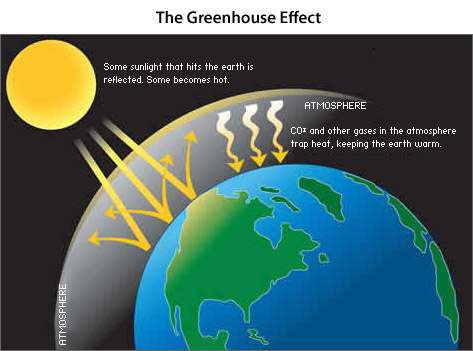 The Greenhouse Effect
Some sunlight that hits the earth is
reflected. Some becomes hot.
ATMOSPHERE
CO² and other gases in the atmosphere
trap heat, keeping the earth warm.
ATMOSPHERE